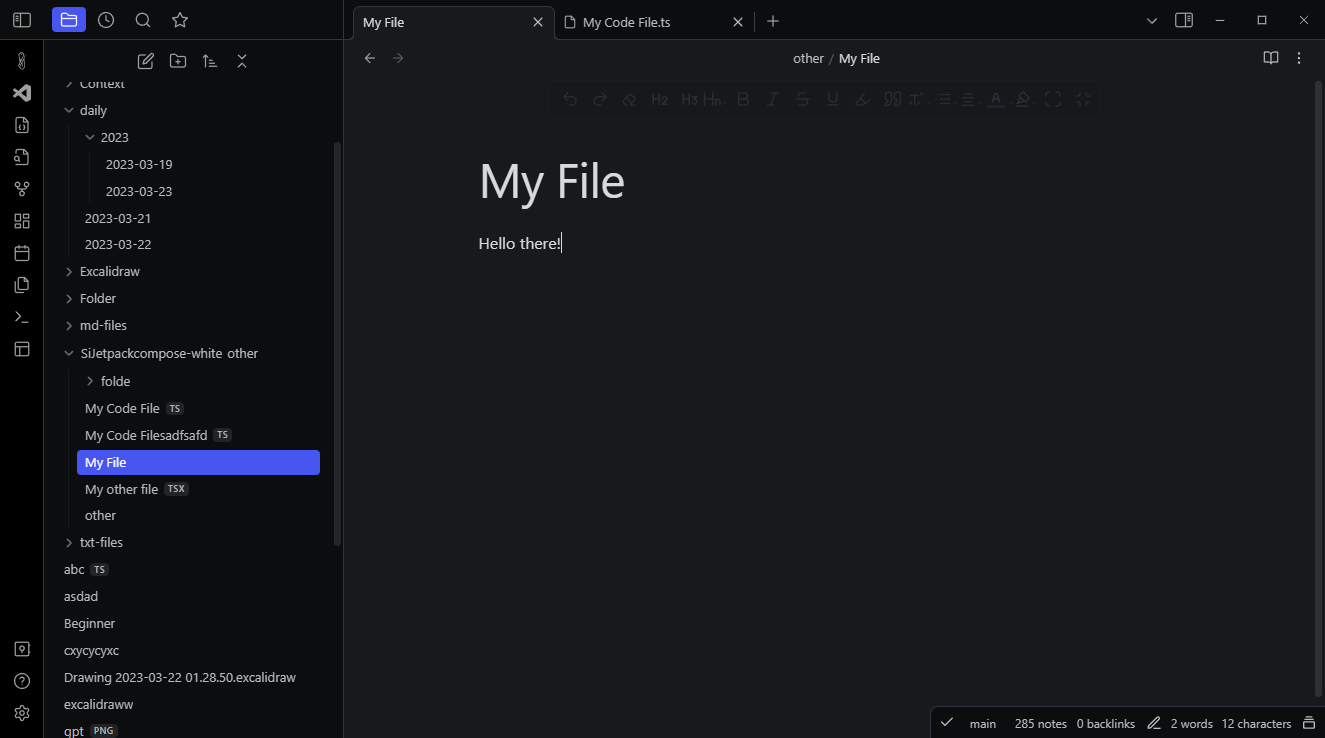 My File
My Code File.ts
other / My File
H2 H3 Hn B I S U T A
Context
daily
2023
2023-03-19
2023-03-23
2023-03-21
2023-03-22
Excalidraw
Folder
md-files
SiJetpackcompose-white other
folde
My Code File TS
My Code Filesadfsafd TS
My File
My other file TSX
other
txt-files
abc TS
asdad
Beginner
cxycycyxc
Drawing 2023-03-22 01.28.50.excalidraw
excalidraww
gpt PNG
My File
Hello there!
main 285 notes 0 backlinks 2 words 12 characters